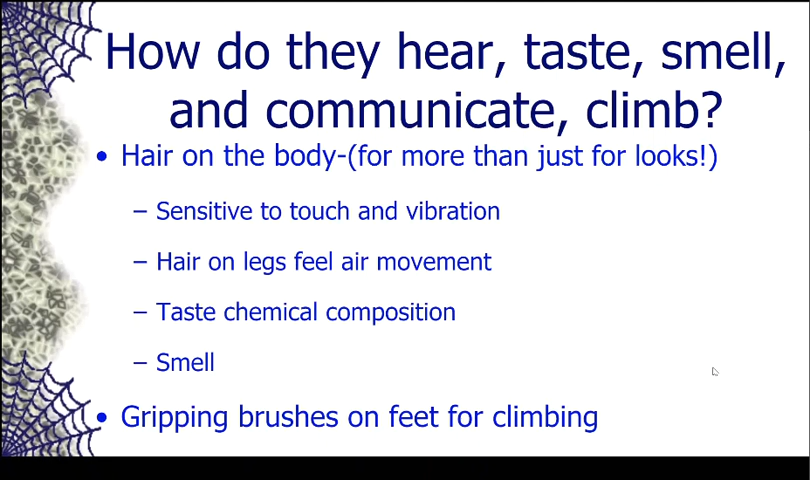 How do they hear, taste, smell,
and communicate, climb?
• Hair on the body-(for more than just for looks!)
– Sensitive to touch and vibration
– Hair on legs feel air movement
– Taste chemical composition
– Smell
• Gripping brushes on feet for climbing